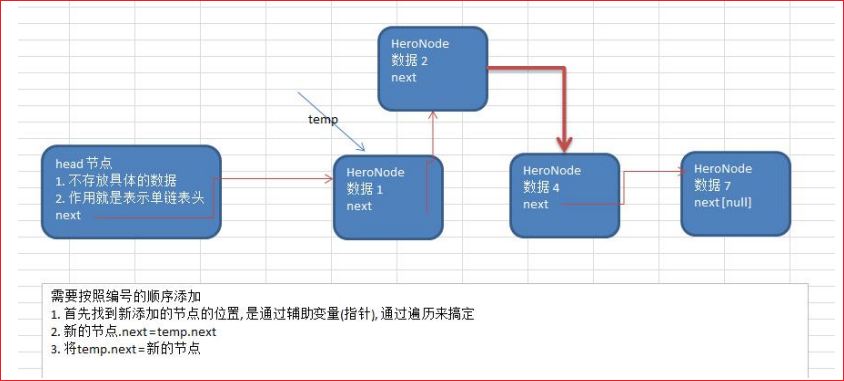 HeroNode
数据 2
next
temp
head 节点
1. 不存放具体的数据
2. 作用就是表示单链表头
next
HeroNode
数据 1
next
HeroNode
数据 4
next
HeroNode
数据 7
next[null]
需要按照编号的顺序添加
1. 首先找到新添加的节点的位置, 是通过辅助变量(指针), 通过遍历来搞定
2. 新的节点.next=temp.next
3. 将temp.next=新的节点